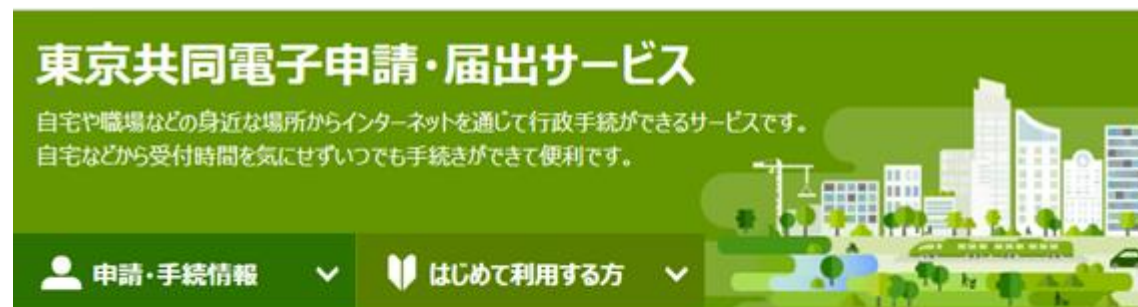 東京共同電子申請・届出サービス
自宅や職場などの身近な場所からインターネットを通じて行政手続ができるサービスです。
自宅などから受付時間を気にせずいつでも手続きができて便利です。
申請・手続情報
はじめて利用する方